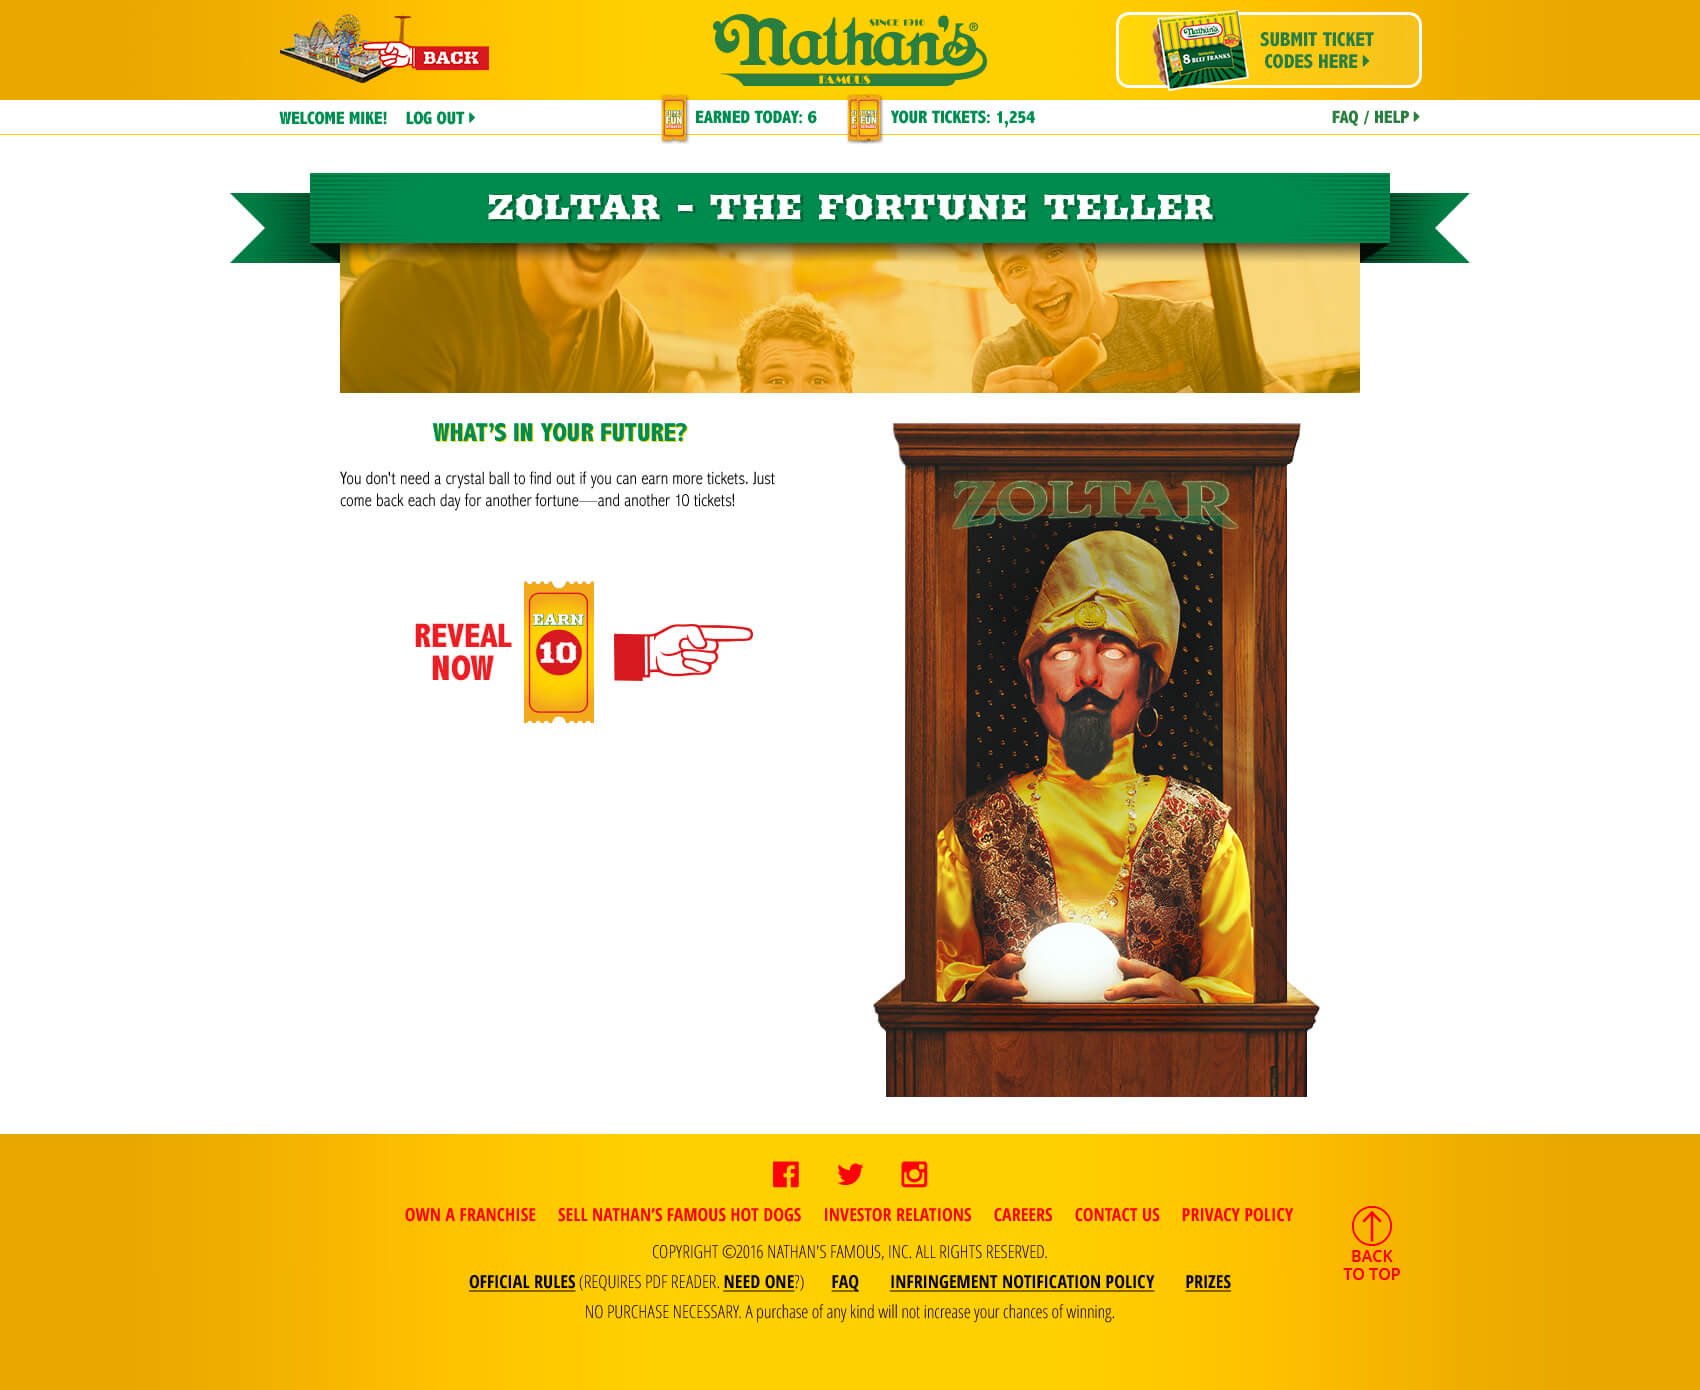 BACK
SINCE 1916
Nathan's®
FAMOUS
Nathan's
8 BEEF FRANKS
SUBMIT TICKET
CODES HERE
WELCOME MIKE!
LOG OUT
FUN
EARNED TODAY: 6
FUN
YOUR TICKETS: 1,254
FAQ / HELP
ZOLTAR - THE FORTUNE TELLER
WHAT'S IN YOUR FUTURE?
You don't need a crystal ball to find out if you can earn more tickets. Just
come back each day for another fortune—and another 10 tickets!
REVEAL
NOW
EARN
10
ZOLTAR
OWN A FRANCHISE
SELL NATHAN'S FAMOUS HOT DOGS
INVESTOR RELATIONS
CAREERS
CONTACT US
PRIVACY POLICY
COPYRIGHT ©2016 NATHAN'S FAMOUS, INC. ALL RIGHTS RESERVED.
OFFICIAL RULES (REQUIRES PDF READER. NEED ONE?)
FAQ
INFRINGEMENT NOTIFICATION POLICY
PRIZES
NO PURCHASE NECESSARY. A purchase of any kind will not increase your chances of winning.
BACK
TO TOP